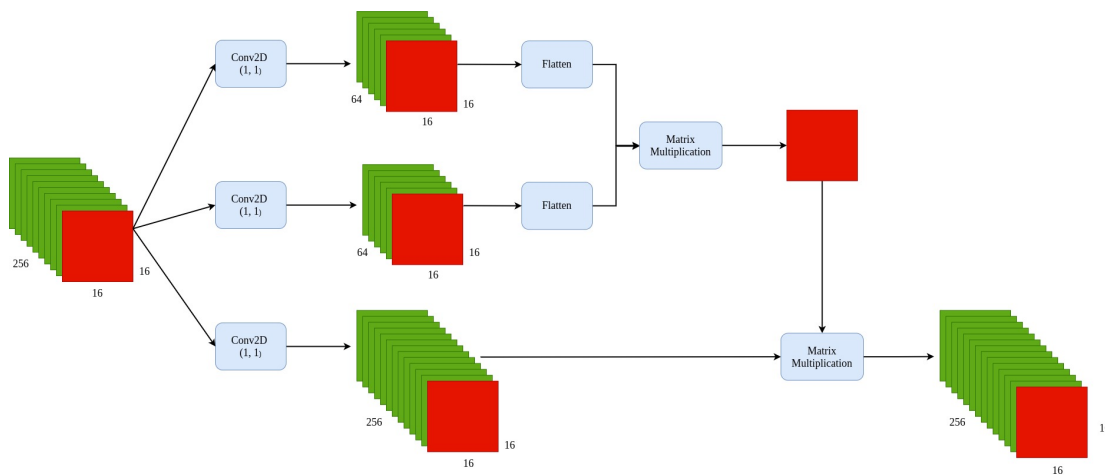 Conv2D
(1, 1)
64
16
16
Flatten
Matrix
Multiplication
Conv2D
(1, 1)
64
16
16
Flatten
256
16
16
Conv2D
(1, 1)
256
16
16
Matrix
Multiplication
256
16
1